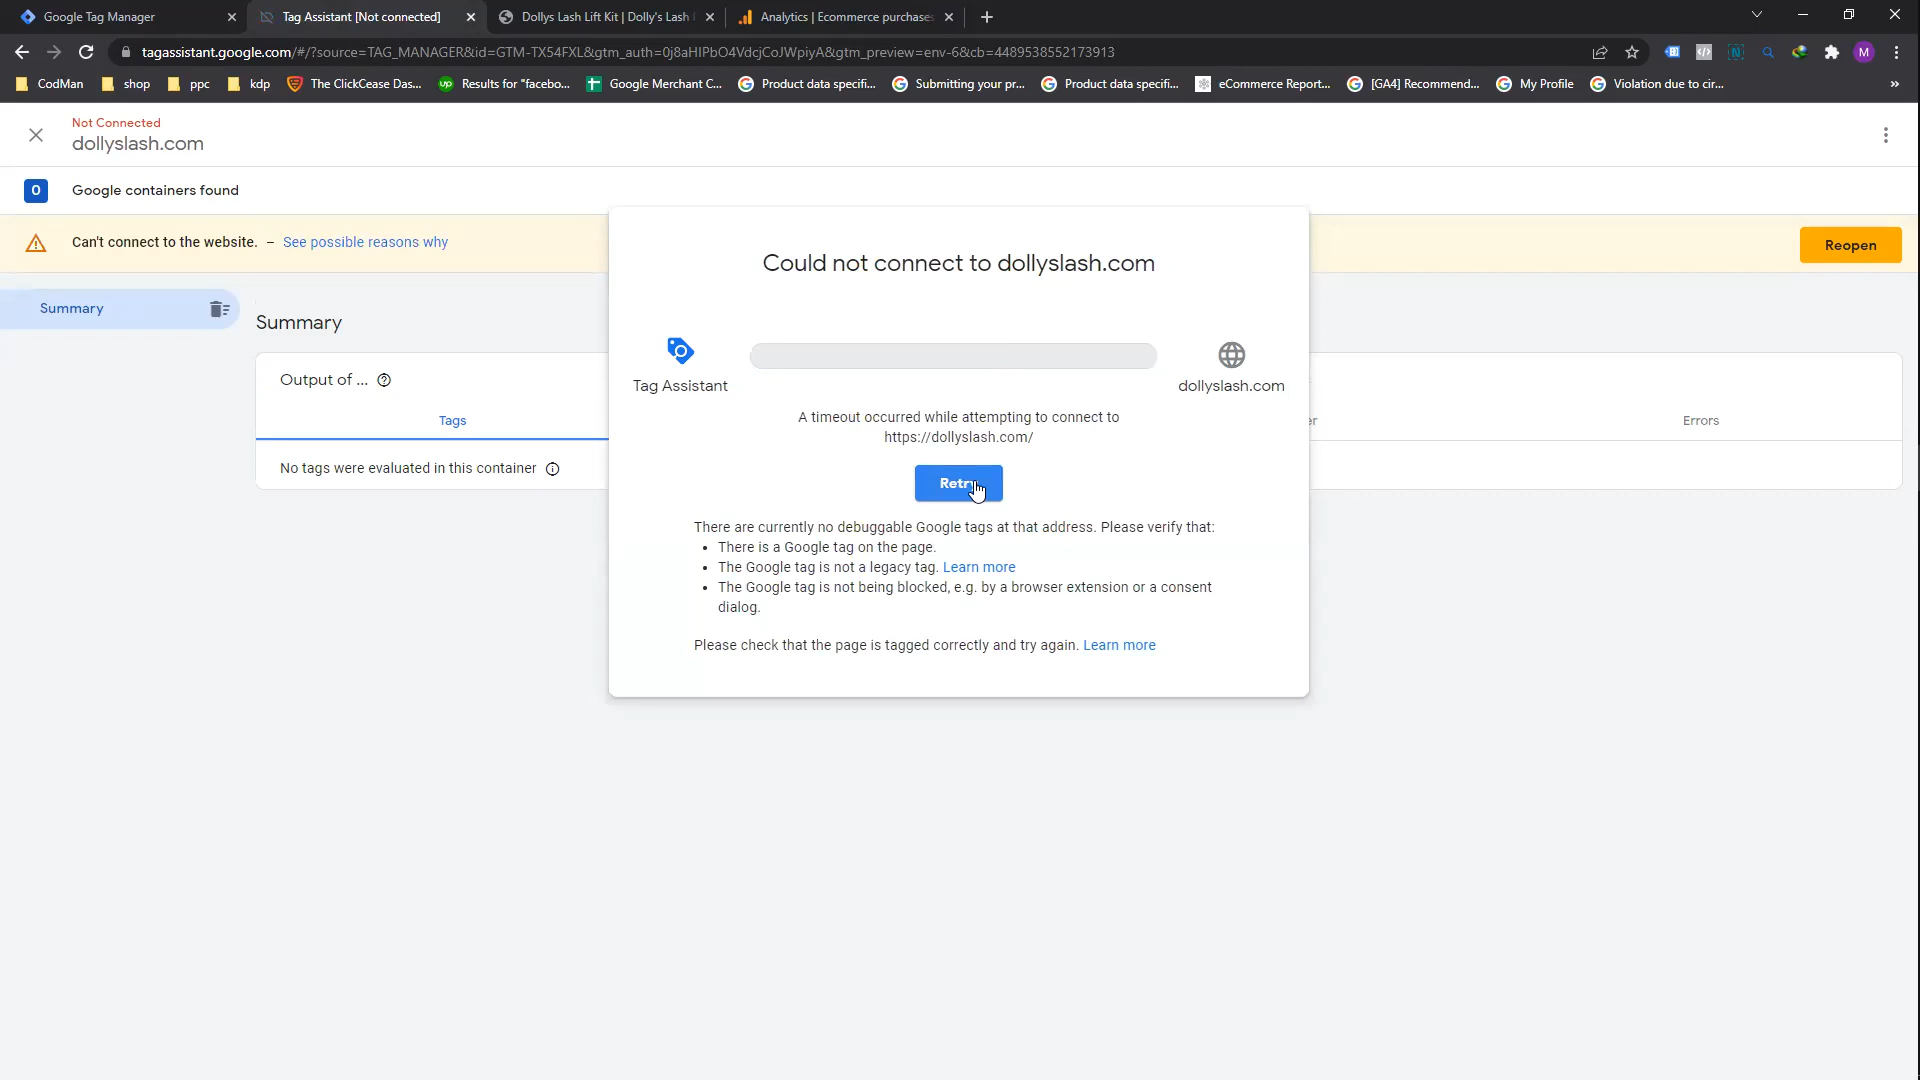 Google Tag Manager
Tag Assistant [Not connected]
Dollys Lash Lift Kit | Dolly's Lash
Analytics | Ecommerce purchases
tagassistant.google.com/#/?source=TAG_MANAGER&id=GTM-TX54FXL&gtm_auth=0j8aHIPbO4VdcjCoJWpiyA&gtm_preview=env-6&cb=4489538552173913
M
CodMan
shop
ppc
kdp
The ClickCease Das...
up Results for "facebo...
Google Merchant C...
Product data specifi...
Submitting your pr...
Product data specifi...
eCommerce Report...
[GA4] Recommend...
My Profile
Violation due to cir...
»
Not Connected
dollyslash.com
0 Google containers found
Can't connect to the website. – See possible reasons why
Reopen
Summary
Summary
Output of ...
Tags
er
Errors
No tags were evaluated in this container
Could not connect to dollyslash.com
Tag Assistant
dollyslash.com
A timeout occurred while attempting to connect to
https://dollyslash.com/
Retry
There are currently no debuggable Google tags at that address. Please verify that:
• There is a Google tag on the page.
• The Google tag is not a legacy tag. Learn more
• The Google tag is not being blocked, e.g. by a browser extension or a consent
dialog.
Please check that the page is tagged correctly and try again. Learn more